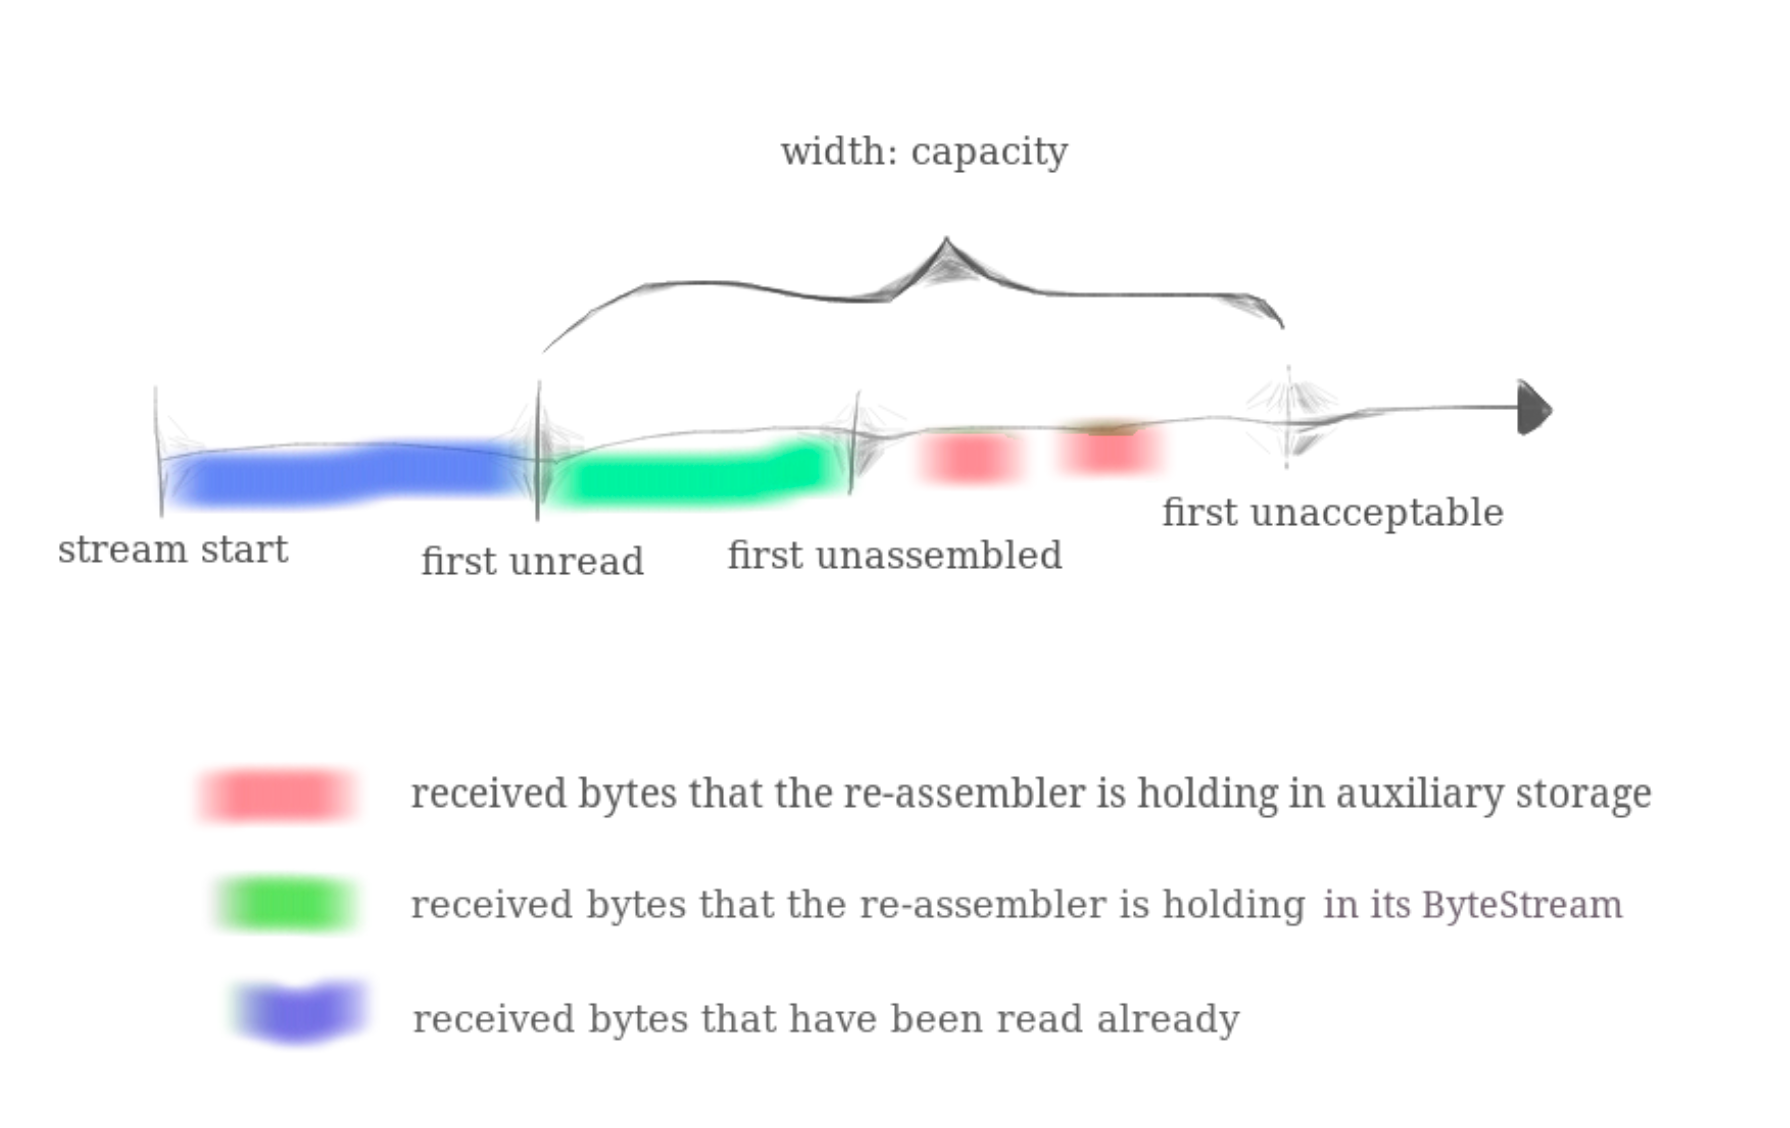 width: capacity
stream start
first unread
first unassembled
first unacceptable
received bytes that the re-assembler is holding in auxiliary storage
received bytes that the re-assembler is holding in its ByteStream
received bytes that have been read already